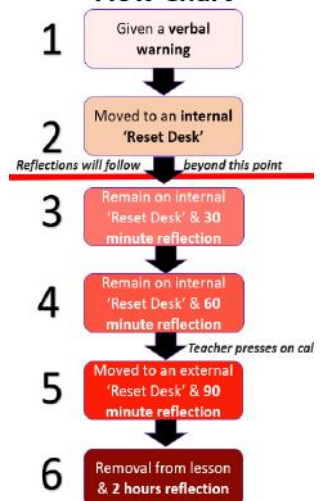 1
Given a verbal
warning
2
Moved to an internal
'Reset Desk'
Reflections will follow beyond this point
3
Remain on internal
'Reset Desk' & 30
minute reflection
4
Remain on internal
'Reset Desk' & 60
minute reflection
Teacher presses on cal
5
Moved to an external
'Reset Desk' & 90
minute reflection
6
Removal from lesson
& 2 hours reflection